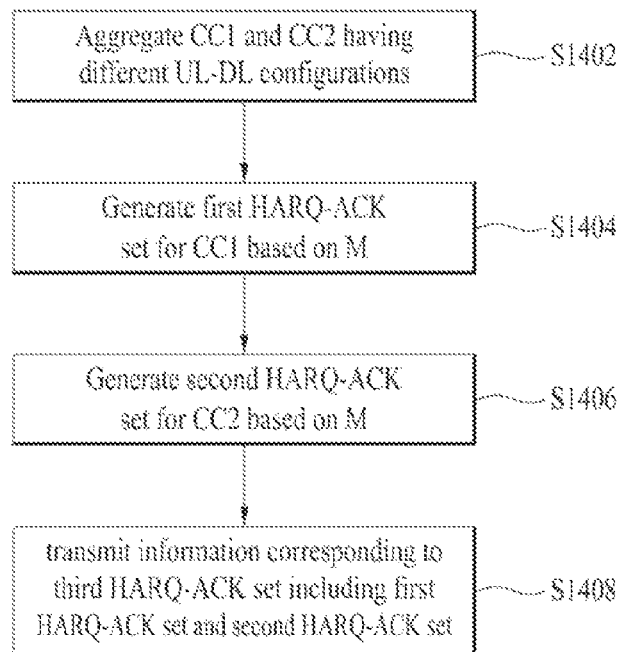 Aggregate CC1 and CC2 having
different UL-DL configurations
S1402
Generate first HARQ-ACK
set for CC1 based on M
S1404
Generate second HARQ-ACK
set for CC2 based on M
S1406
transmit information corresponding to
third HARQ-ACK set including first
HARQ-ACK set and second HARQ-ACK set
S1408